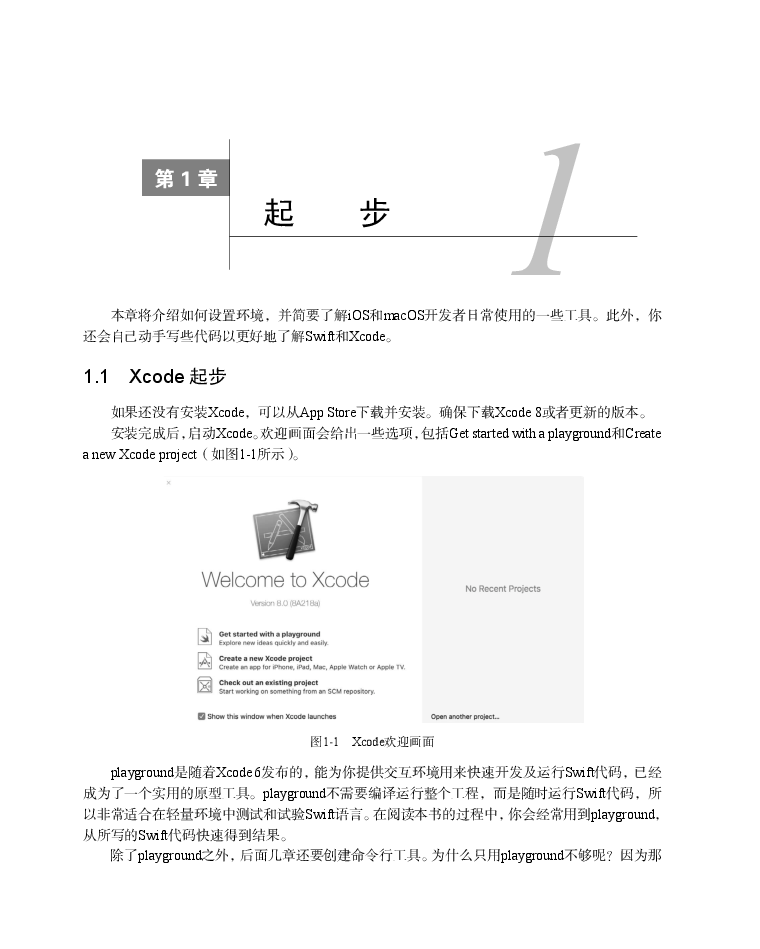 第 1 章
1
起 步
本章将介绍如何设置环境，并简要了解iOS和macOS开发者日常使用的一些工具。此外，你
还会自己动手写些代码以更好地了解Swift和Xcode。
1.1 Xcode 起步
如果还没有安装Xcode，可以从App Store下载并安装。确保下载Xcode 8或者更新的版本。
安装完成后，启动Xcode。欢迎画面会给出一些选项，包括Get started with a playground和Create
a new Xcode project（如图1-1所示）。
Welcome to Xcode
Version 8.0 (8A218a)
Get started with a playground
Explore new ideas quickly and easily.
Create a new Xcode project
Create an app for iPhone, iPad, Mac, Apple Watch or Apple TV.
Check out an existing project
Start working on something from an SCM repository.
Show this window when Xcode launches
No Recent Projects
Open another project...
图1-1 Xcode欢迎画面
playground是随着Xcode 6发布的，能为你提供交互环境用来快速开发及运行Swift代码，已经
成为了一个实用的原型工具。playground不需要编译运行整个工程，而是随时运行Swift代码，所
以非常适合在轻量环境中测试和试验Swift语言。在阅读本书的过程中，你会经常用到playground，
从所写的Swift代码快速得到结果。
除了playground之外，后面几章还要创建命令行工具。为什么只用playground不够呢？因为那